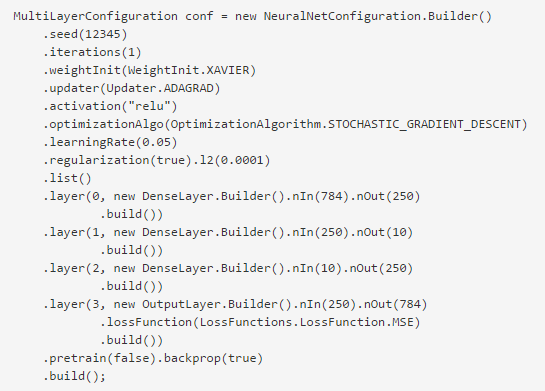 MultiLayerConfiguration conf = new NeuralNetConfiguration.Builder()
    .seed(12345)
    .iterations(1)
    .weightInit(WeightInit.XAVIER)
    .updater(Updater.ADAGRAD)
    .activation("relu")
    .optimizationAlgo(OptimizationAlgorithm.STOCHASTIC_GRADIENT_DESCENT)
    .learningRate(0.05)
    .regularization(true).l2(0.0001)
    .list()
    .layer(0, new DenseLayer.Builder().nIn(784).nOut(250)
            .build())
    .layer(1, new DenseLayer.Builder().nIn(250).nOut(10)
            .build())
    .layer(2, new DenseLayer.Builder().nIn(10).nOut(250)
            .build())
    .layer(3, new OutputLayer.Builder().nIn(250).nOut(784)
            .lossFunction(LossFunctions.LossFunction.MSE)
            .build())
    .pretrain(false).backprop(true)
    .build();